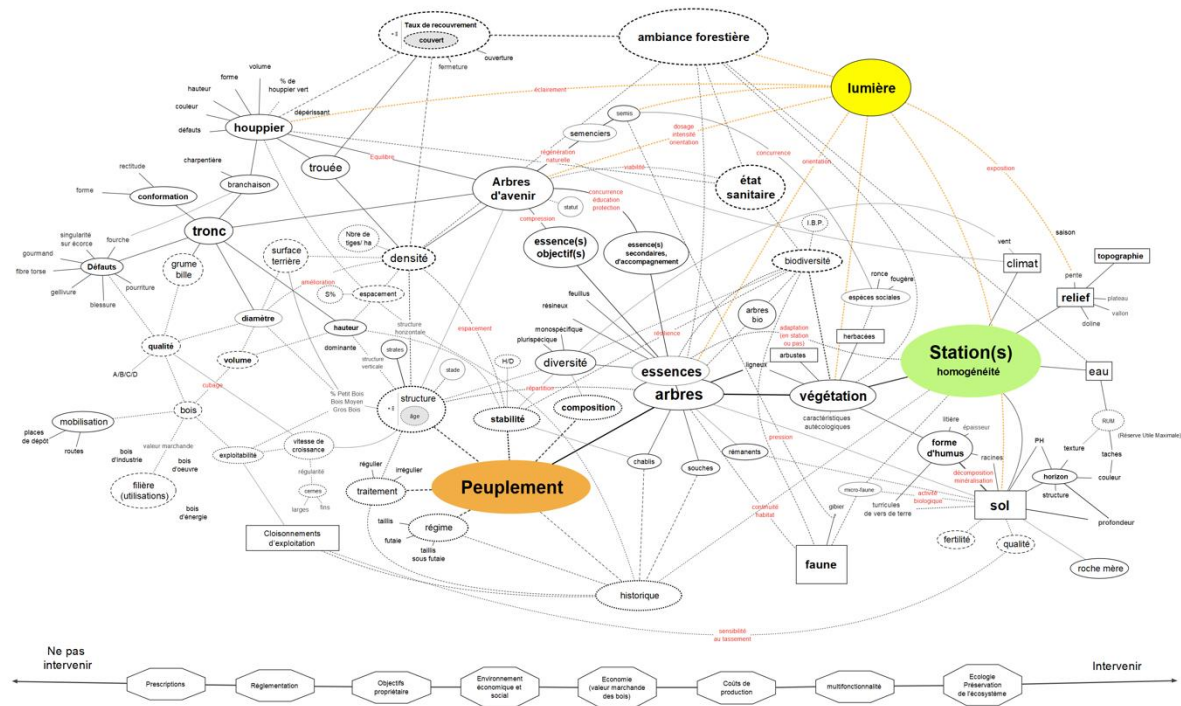 Taux de recouvrement
couvert
fermeture
ouverture
ambiance forestière
lumière
volume
forme
hauteur
couleur
défauts
% de
houppier vert
dépérissant
houppier
éclairement
semis
semenciers
dosage
intensité
orientation
régénération
naturelle
viabilité
concurrence
orientation
exposition
Equilibre
trouée
charpentière
rectitude
forme
branchaison
conformation
tronc
Arbres
d'avenir
statut
compression
concurrence
éducation
protection
état
sanitaire
I.B.P.
biodiversité
vent
saison
climat
topographie
pente
relief
plateau
vallon
doline
singularité
sur écorce
fourche
gourmand
fibre torse
Défauts
pourriture
gélivure
blessure
grume
bille
surface
terrière
Nbre de
tiges/ ha
densité
amélioration
S%
espacement
essence(s)
objectif(s)
essence(s)
secondaires,
d'accompagnement
ronce
fougère
espéces sociales
feuillus
résineux
monospécifique
plurispécique
arbres
bio
adaptation
(en station
ou pas)
herbacées
arbustes
ligneux
Station(s)
homogénéité
diamètre
hauteur
dominante
structure
horizontale
espacement
résiliance
qualité
volume
A/B/C/D
cubage
strates
structure
verticale
stade
H/D
diversité
répartition
essences
arbres
végétation
caractéristiques
autécologiques
eau
RUM
(Réserve Utile Maximale)
% Petit Bois
Bois Moyen
Gros Bois
structure
âge
stabilité
composition
mobilisation
places
de dépôt
routes
bois
valeur marchande
bois
d'industrie
bois
d'oeuvre
filière
(utilisations)
bois
d'énergie
exploitabilité
vitesse de
croissance
régularité
cernes
larges
fins
régulier
irrégulier
traitement
Peuplement
chablis
souches
rémanents
pression
litière
épaisseur
forme
d'humus
racines
décomposition
minéralisation
PH
texture
horizon
structure
taches
couleur
profondeur
micro-faune
gibier
turricules
de vers de terre
activité
biologique
sol
continuité
habitat
taillis
futaie
régime
taillis
sous futaie
Cloisonnements
d'exploitation
historique
faune
fertilité
qualité
roche mère
sensibilité
au tassement
Ne pas
intervenir
Intervenir
Prescriptions
Réglementation
Objectifs
propriétaire
Environnement
économique et
social
Economie
(valeur marchande
des bois)
Coûts de
production
multifonctionnalité
Ecologie
Préservation
de l'écosystème